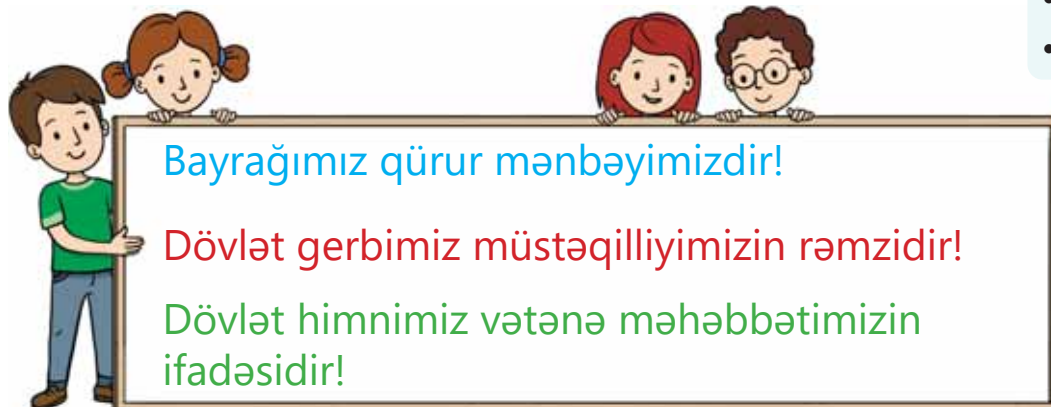 Bayrağımız qürur mənbəyimizdir!
Dövlət gerbimiz müstəqilliyimizin rəmzidir!
Dövlət himnimiz vətənə məhəbbətimizin
ifadəsidir!